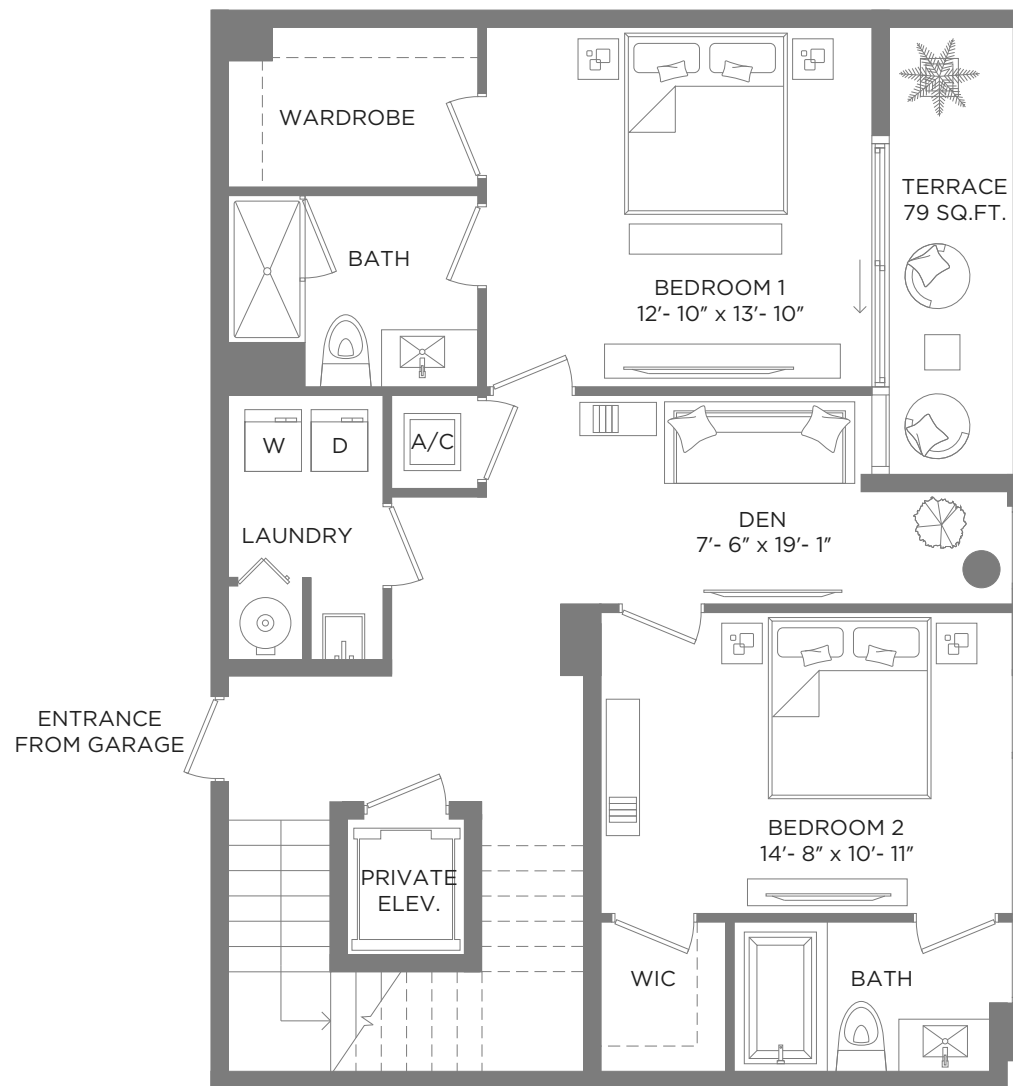 WARDROBE
TERRACE
79 SQ.FT.
BATH
BEDROOM 1
12'- 10" x 13'- 10"
W
D
A/C
LAUNDRY
DEN
7'- 6" x 19'- 1"
ENTRANCE
FROM GARAGE
BEDROOM 2
14'- 8" x 10'- 11"
PRIVATE
ELEV.
WIC
BATH